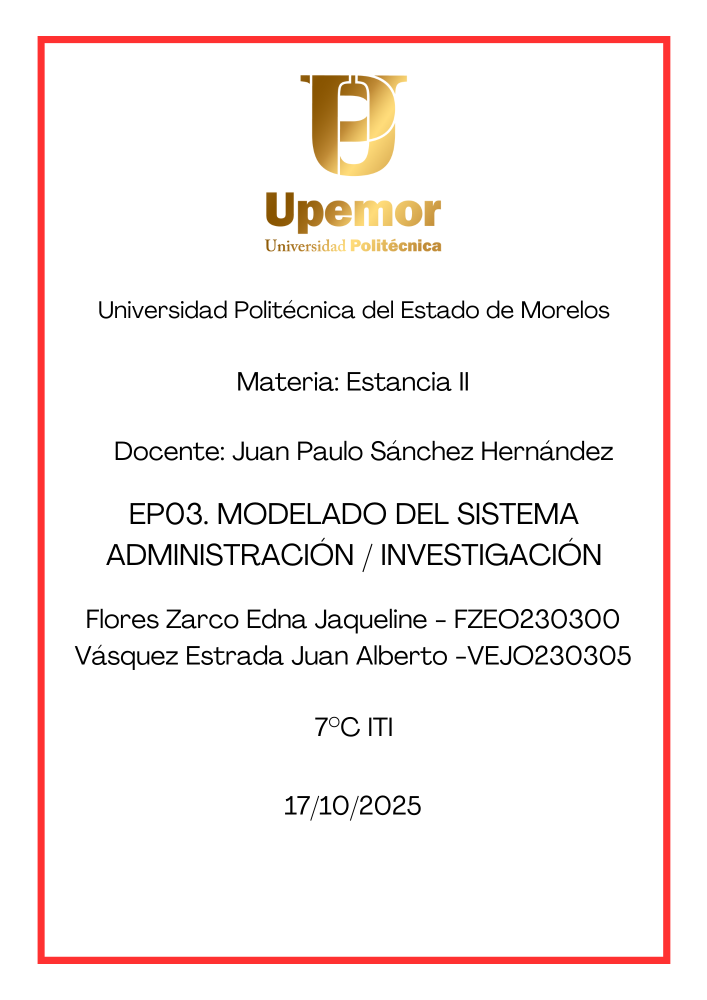 Upemor
Universidad Politécnica
Universidad Politécnica del Estado de Morelos
Materia: Estancia II
Docente: Juan Paulo Sánchez Hernández
EP03. MODELADO DEL SISTEMA
ADMINISTRACIÓN / INVESTIGACIÓN
Flores Zarco Edna Jaqueline - FZEO230300
Vásquez Estrada Juan Alberto -VEJO230305
7°C ITI
17/10/2025